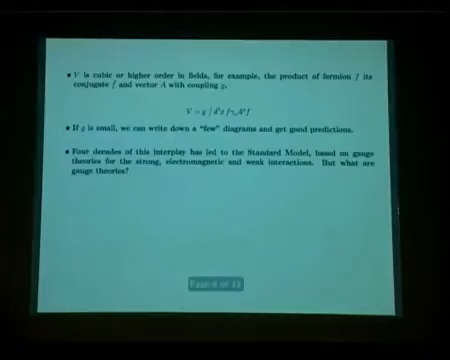 • V is cubic or higher order in fields, for example, the product of fermion f its
conjugate f̄ and vector A with coupling g.
V = g ∫ d
• If g is small, we can write down a "few" diagrams and get good predictions.
• Four decades of this interplay has led to the Standard Model, based on gauge
theories for the strong, electromagnetic and weak interactions. But what are
gauge theories?
of 12